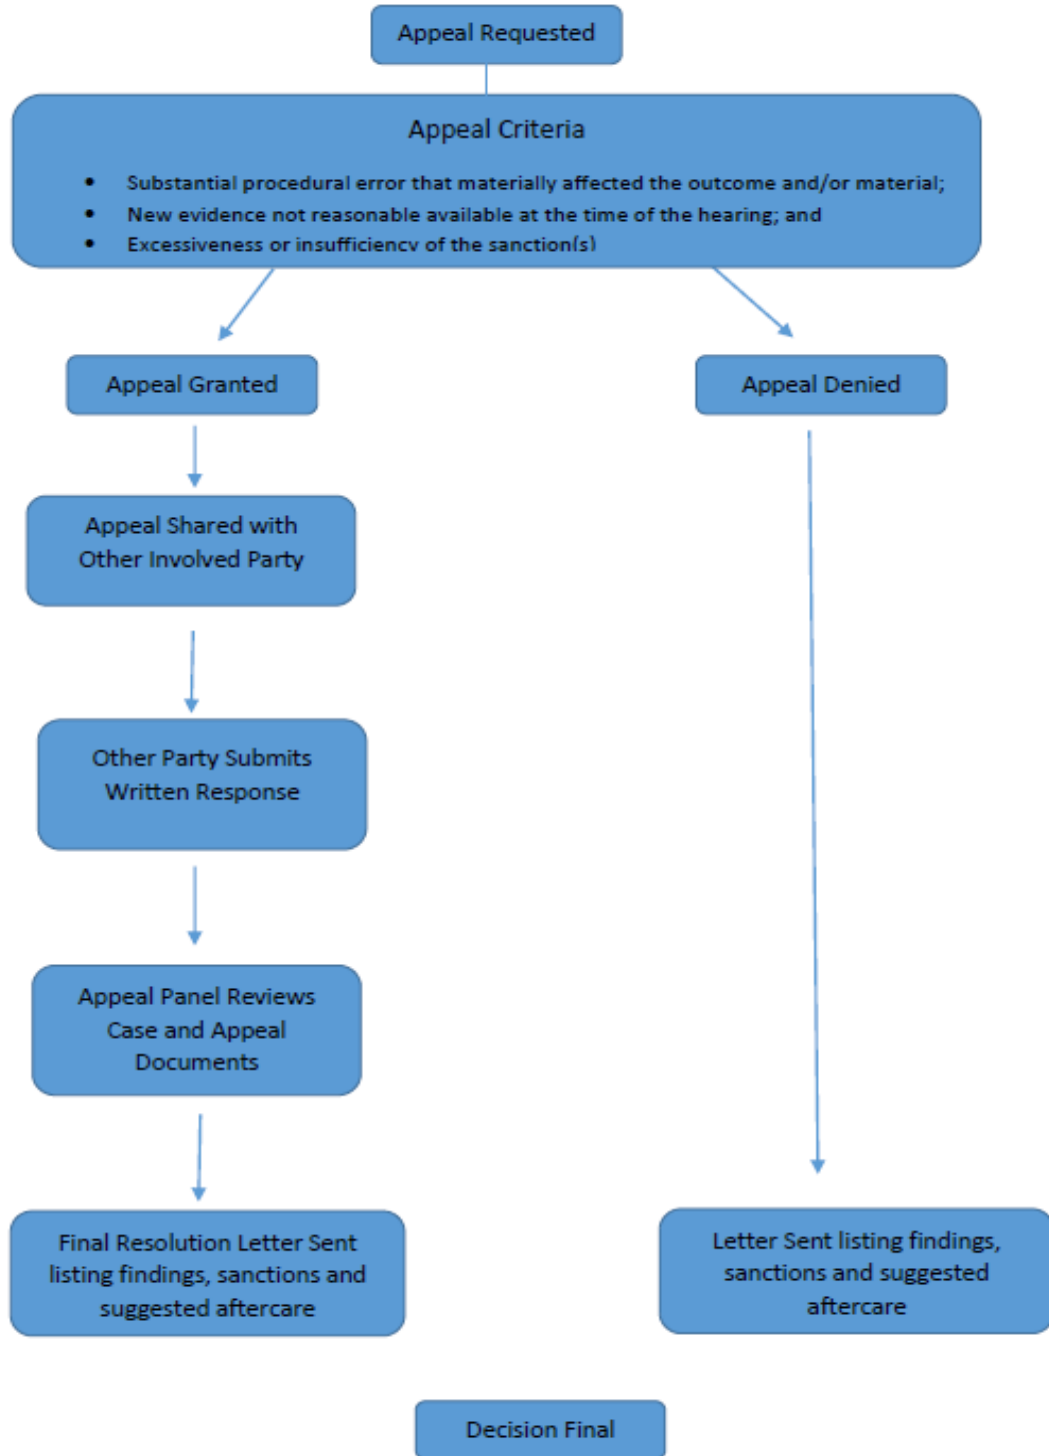 Appeal Requested
Appeal Criteria
• Substantial procedural error that materially affected the outcome and/or material;
• New evidence not reasonable available at the time of the hearing; and
• Excessiveness or insufficiency of the sanction(s)
Appeal Granted
Appeal Denied
Appeal Shared with
Other Involved Party
Other Party Submits
Written Response
Appeal Panel Reviews
Case and Appeal
Documents
Final Resolution Letter Sent
listing findings, sanctions and
suggested aftercare
Letter Sent listing findings,
sanctions and suggested
aftercare
Decision Final